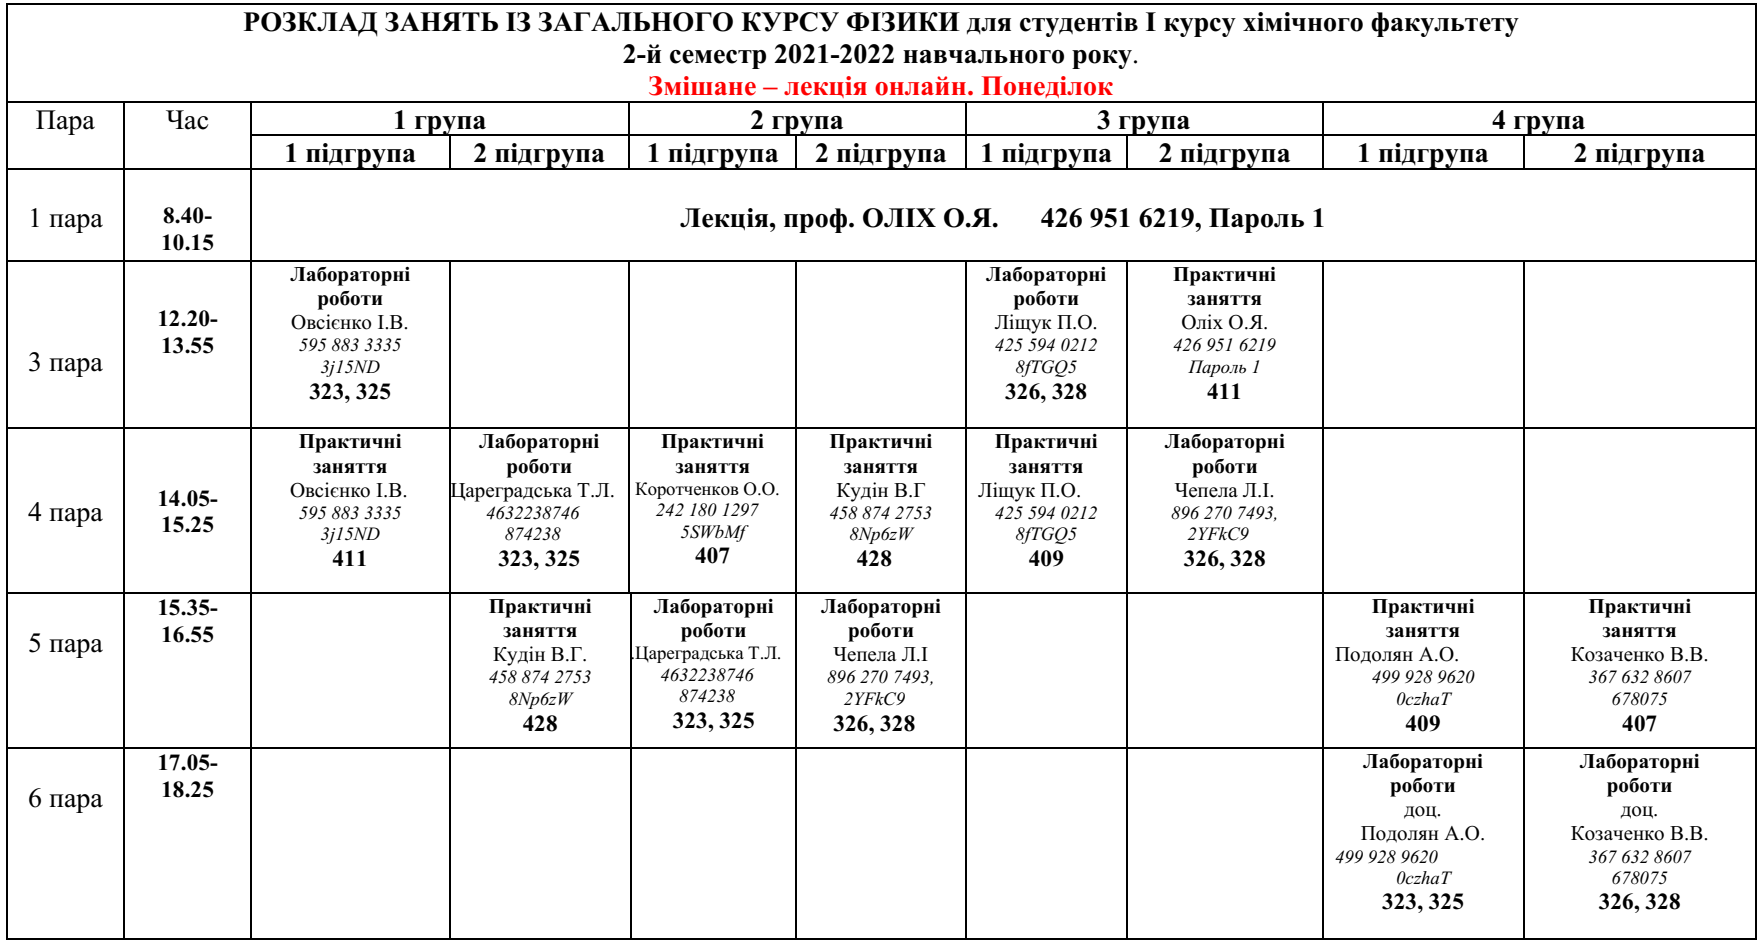 РОЗКЛАД ЗАНЯТЬ ІЗ ЗАГАЛЬНОГО КУРСУ ФІЗИКИ для студентів І курсу хімічного факультету
2-й семестр 2021-2022 навчального року.
Змішане – лекція онлайн. Понеділок
Пара
Час
1 група
2 група
3 група
4 група
1 підгрупа
2 підгрупа
1 підгрупа
2 підгрупа
1 підгрупа
2 підгрупа
1 підгрупа
2 підгрупа
1 пара
8.40-
10.15
Лекція, проф. ОЛІХ О.Я. 426 951 6219, Пароль 1
3 пара
12.20-
13.55
Лабораторні
роботи
Овсієнко І.В.
595 883 3335
3j15ND
323, 325
Лабораторні
роботи
Ліщук П.О.
425 594 0212
8fTGQ5
326, 328
Практичні
заняття
Оліх О.Я.
426 951 6219
Пароль 1
411
4 пара
14.05-
15.25
Практичні
заняття
Овсієнко І.В.
595 883 3335
3j15ND
411
Лабораторні
роботи
Цареградська Т.Л.
4632238746
874238
323, 325
Практичні
заняття
Коротченков О.О.
242 180 1297
5SWbMf
407
Практичні
заняття
Кудін В.Г
458 874 2753
8Np6zW
428
Практичні
заняття
Ліщук П.О.
425 594 0212
8fTGQ5
409
Лабораторні
роботи
Чепела Л.І.
896 270 7493,
2YFkC9
326, 328
5 пара
15.35-
16.55
Практичні
заняття
Кудін В.Г.
458 874 2753
8Np6zW
428
Лабораторні
роботи
.Цареградська Т.Л.
4632238746
874238
323, 325
Лабораторні
роботи
Чепела Л.І
896 270 7493,
2YFkC9
326, 328
Практичні
заняття
Подолян А.О.
499 928 9620
0czhaT
409
Практичні
заняття
Козаченко В.В.
367 632 8607
678075
407
6 пара
17.05-
18.25
Лабораторні
роботи
доц.
Подолян А.О.
499 928 9620
0czhaT
323, 325
Лабораторні
роботи
доц.
Козаченко В.В.
367 632 8607
678075
326, 328